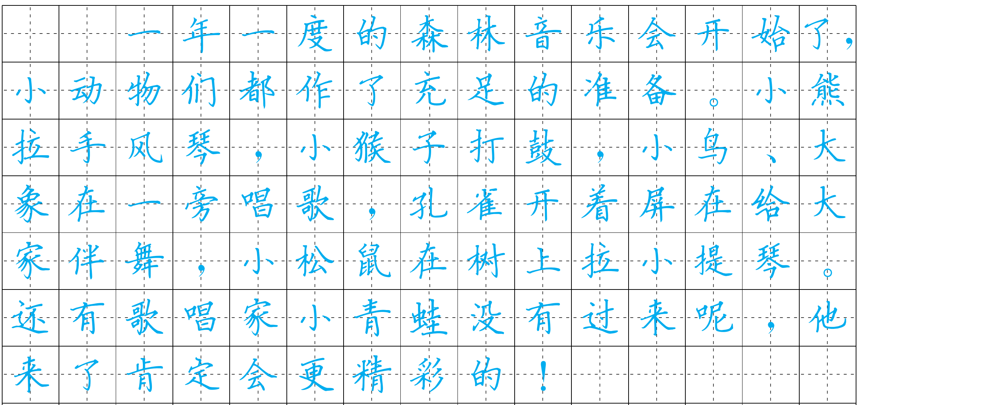 一年一度的森林音乐会开始了，
小动物们都作了充足的准备。小熊
拉手风琴，小猴子打鼓，小鸟、大
象在一旁唱歌，孔雀开着屏在给大
家伴舞，小松鼠在树上拉小提琴。
还有歌唱家小青蛙没有过来呢，他
来了肯定会更精彩的！